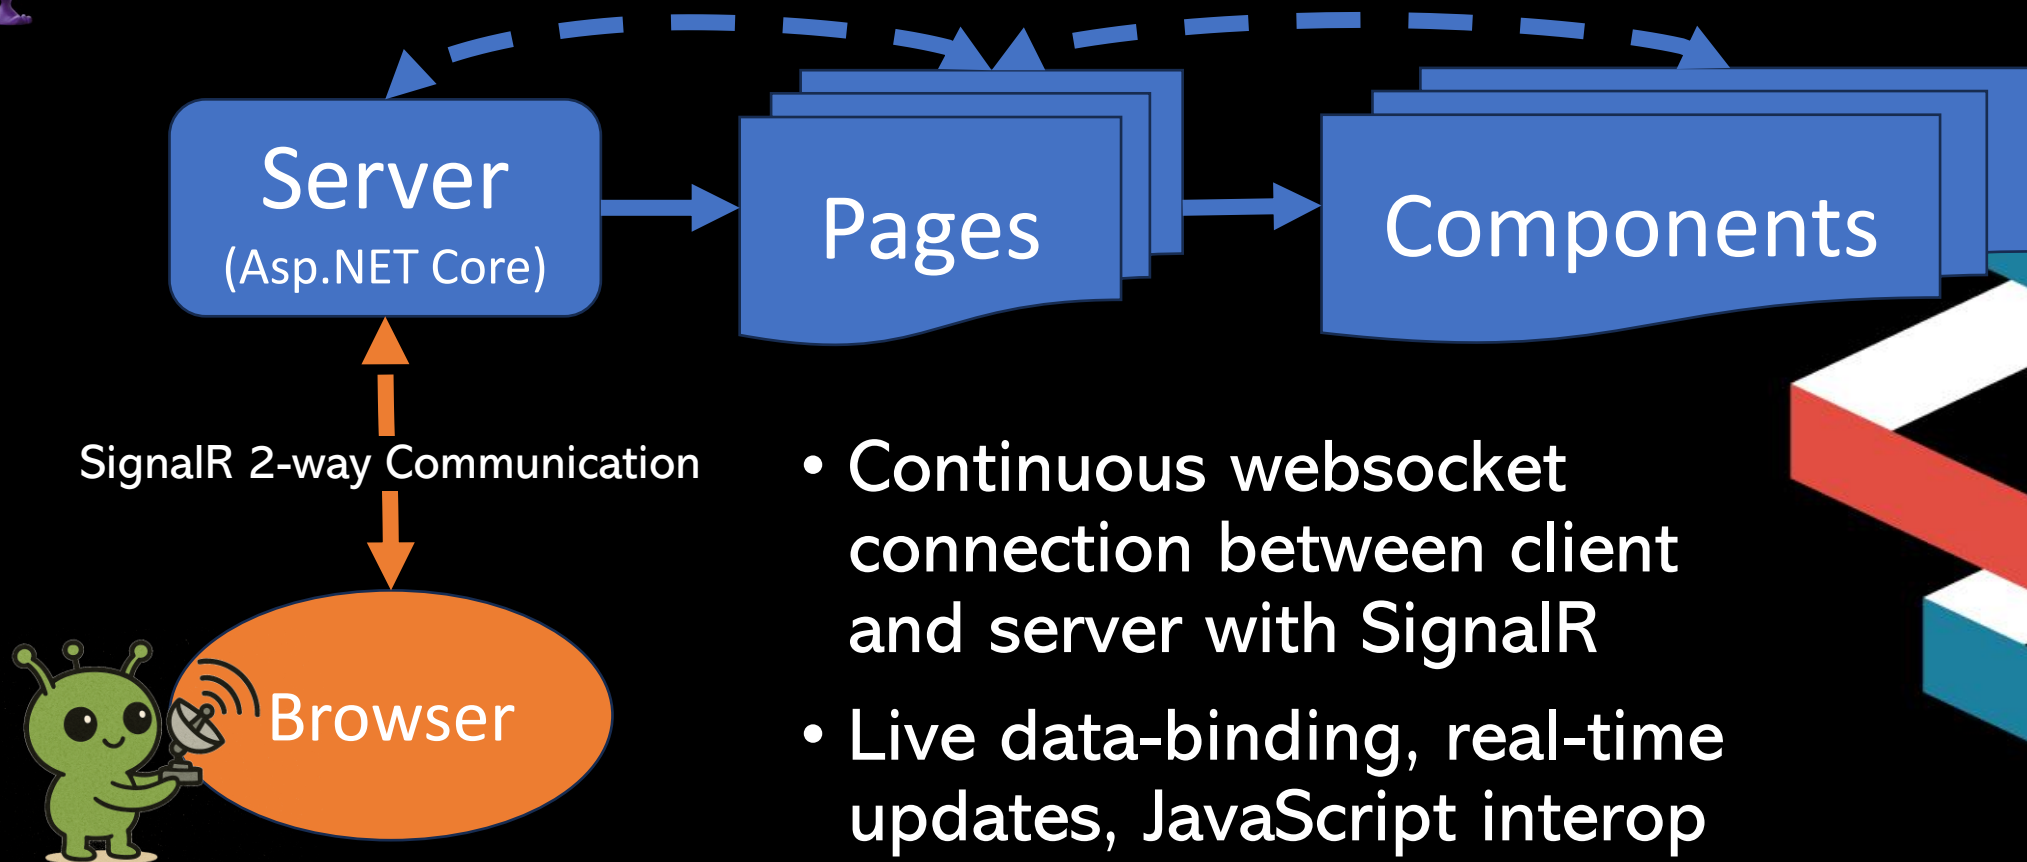 Server
(Asp.NET Core)
Pages
Components
SignalR 2-way Communication
Browser
• Continuous websocket
connection between client
and server with SignalR
• Live data-binding, real-time
updates, JavaScript interop